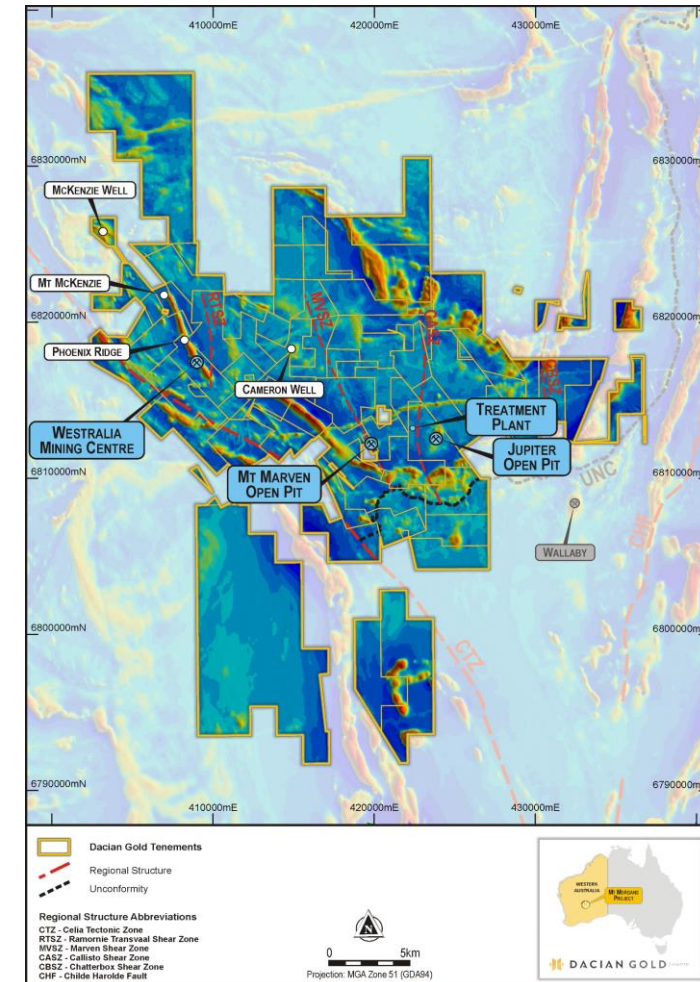 410000mE 420000mE 430000mE
6830000mN 6830000m
McKenzie Well
Mt McKenzie
RTSZ
MVSZ
CASZ
6820000mN 6820000m
Phoenix Ridge
Cameron Well
CBSZ
Westralia
Mining Centre
Treatment
Plant
Mt Marven
Open Pit
Jupiter
Open Pit
6810000mN 6810000m
UNC
CHF
Wallaby
CTZ
6800000mN 6800000m
6790000mN 6790000m
410000mE 420000mE 430000mE
Dacian Gold Tenements
Regional Structure
Unconformity
Regional Structure Abbreviations
CTZ - Celia Tectonic Zone
RTSZ - Ramornie Transvaal Shear Zone
MVSZ - Marven Shear Zone
CASZ - Callisto Shear Zone
CBSZ - Chatterbox Shear Zone
CHF - Childe Harolde Fault
N
0 5km
Projection: MGA Zone 51 (GDA94)
Western
Australia
Mt Morgans
Project
DACIAN GOLD